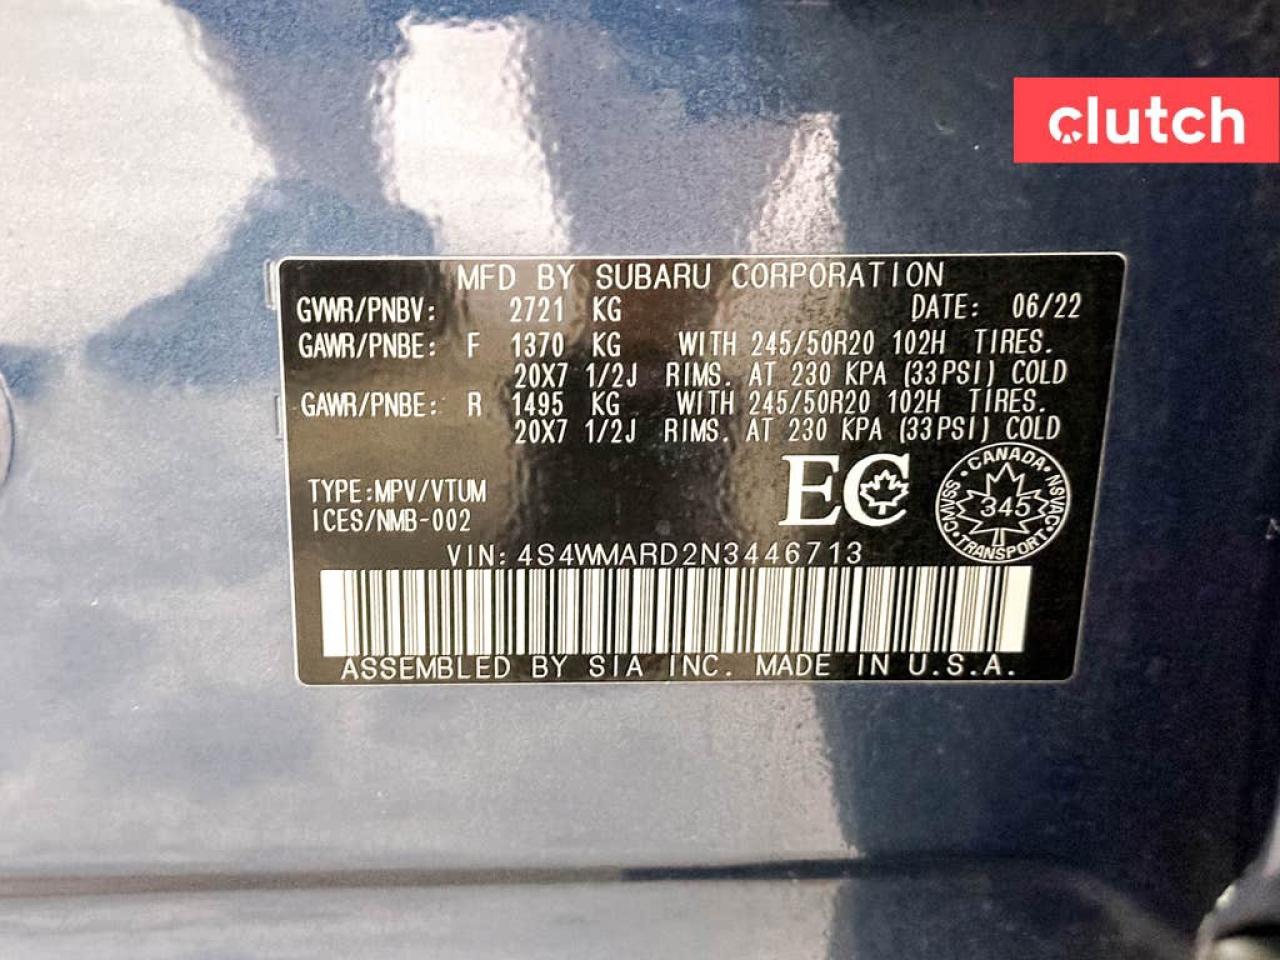 clutch
MFD BY SUBARU CORPORATION
GVWR/PNBV: 2721 KG DATE: 06/22
GAWR/PNBE: F 1370 KG WITH 245/50R20 102H TIRES.
20X7 1/2J RIMS. AT 230 KPA (33PSI) COLD
GAWR/PNBE: R 1495 KG WITH 245/50R20 102H TIRES.
20X7 1/2J RIMS. AT 230 KPA (33PSI) COLD
TYPE:MPV/VTUM
ICES/NMB-002
EC
CANADA · NSVAC · TRANSPORT · CMVSS ·
345
VIN: 4S4WMARD2N3446713
ASSEMBLED BY SIA INC. MADE IN U.S.A.